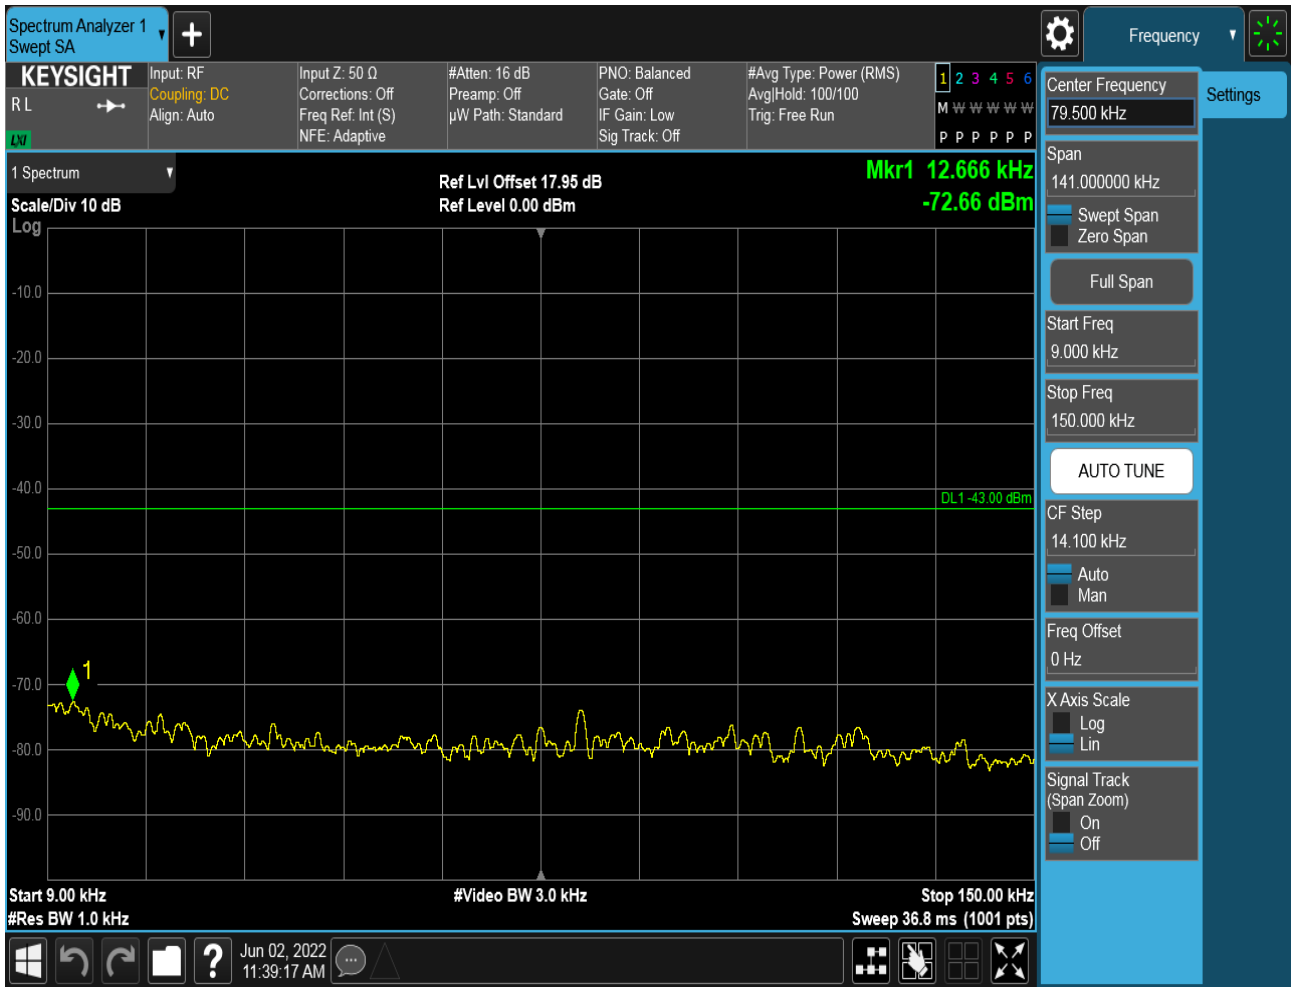 Spectrum Analyzer 1
Swept SA
Frequency
KEYSIGHT
R L
LXI
Input: RF
Coupling: DC
Align: Auto
Input Z: 50 Ω
Corrections: Off
Freq Ref: Int (S)
NFE: Adaptive
#Atten: 16 dB
Preamp: Off
µW Path: Standard
PNO: Balanced
Gate: Off
IF Gain: Low
Sig Track: Off
#Avg Type: Power (RMS)
Avg|Hold: 100/100
Trig: Free Run
1 2 3 4 5 6
M W W W W W
P P P P P P
1 Spectrum
Scale/Div 10 dB
Log
Ref Lvl Offset 17.95 dB
Ref Level 0.00 dBm
Mkr1 12.666 kHz
-72.66 dBm
-10.0
-20.0
-30.0
-40.0
DL1 -43.00 dBm
-50.0
-60.0
1
-70.0
-80.0
-90.0
Start 9.00 kHz
#Res BW 1.0 kHz
#Video BW 3.0 kHz
Stop 150.00 kHz
Sweep 36.8 ms (1001 pts)
?
Jun 02, 2022
11:39:17 AM
Center Frequency
79.500 kHz
Span
141.000000 kHz
Swept Span
Zero Span
Full Span
Start Freq
9.000 kHz
Stop Freq
150.000 kHz
AUTO TUNE
CF Step
14.100 kHz
Auto
Man
Freq Offset
0 Hz
X Axis Scale
Log
Lin
Signal Track
(Span Zoom)
On
Off
Settings